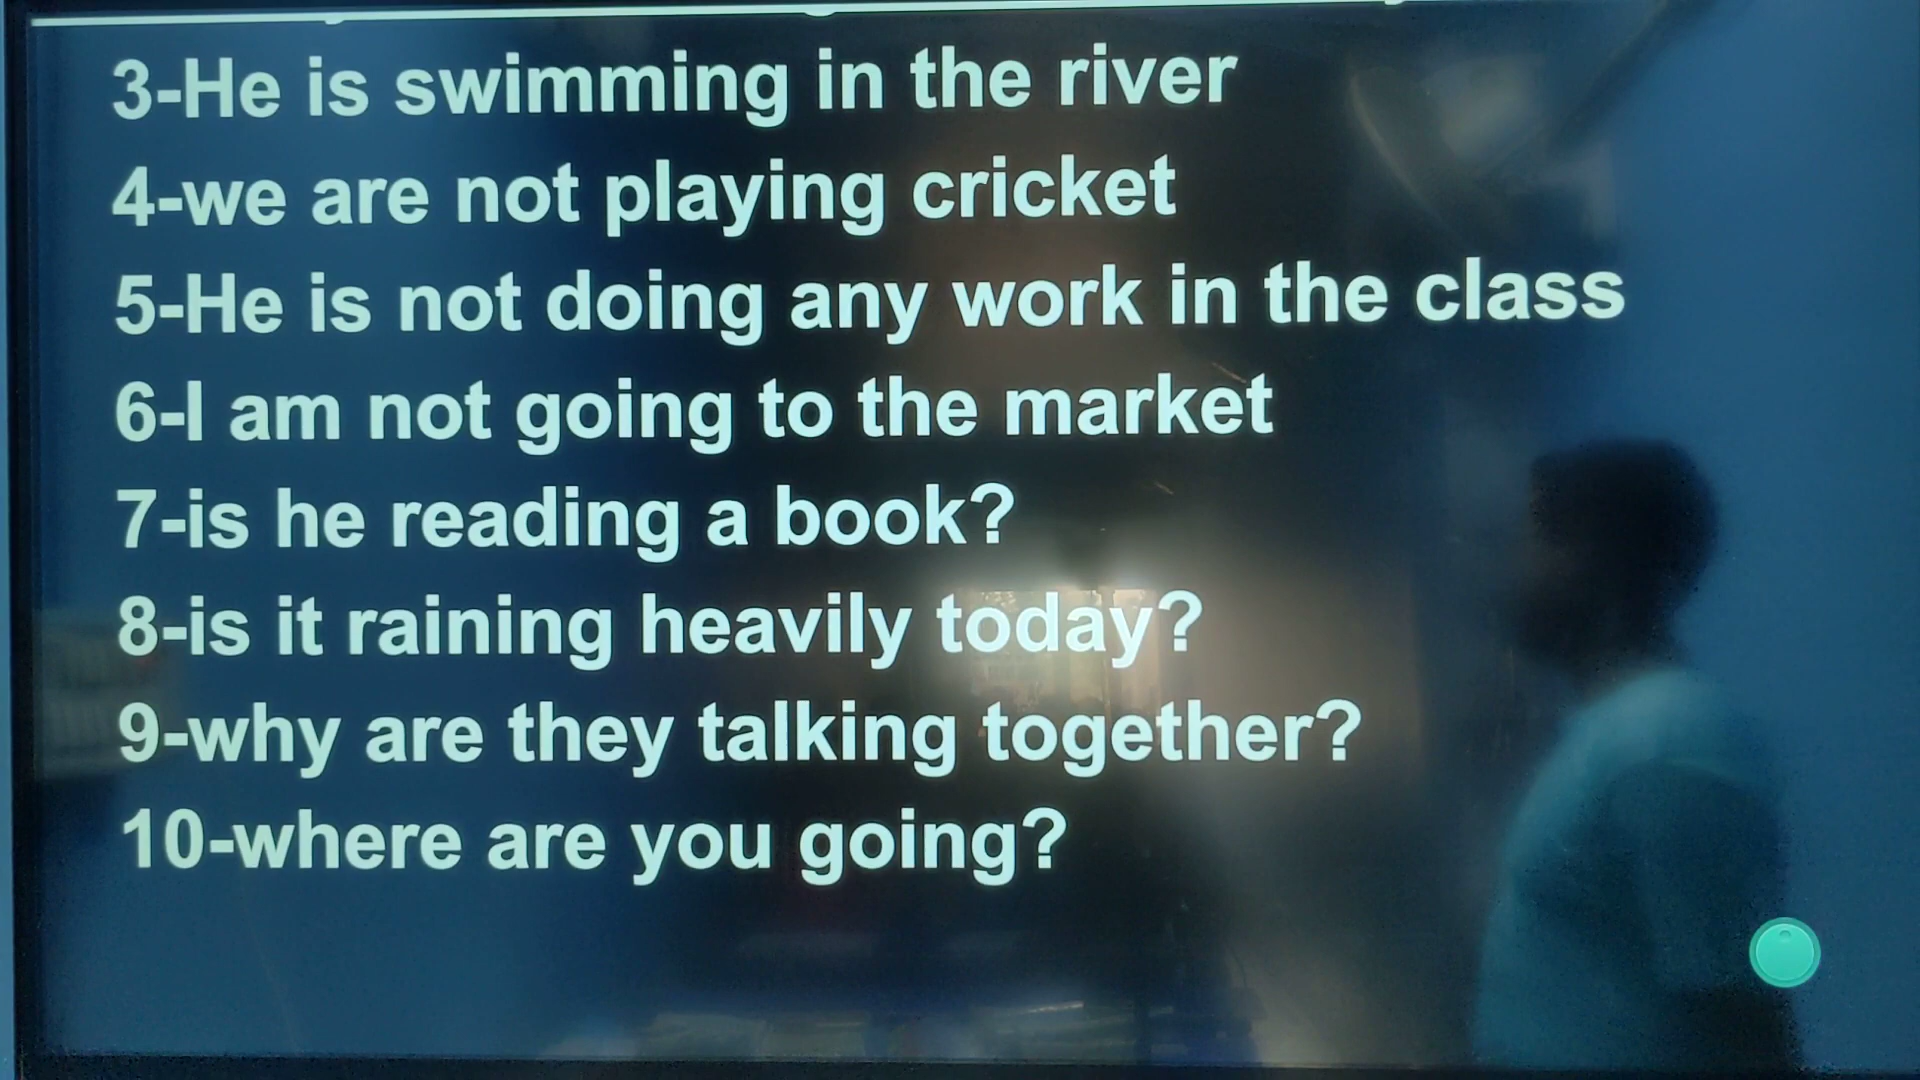 3-He is swimming in the river
4-we are not playing cricket
5-He is not doing any work in the class
6-I am not going to the market
7-is he reading a book?
8-is it raining heavily today?
9-why are they talking together?
10-where are you going?